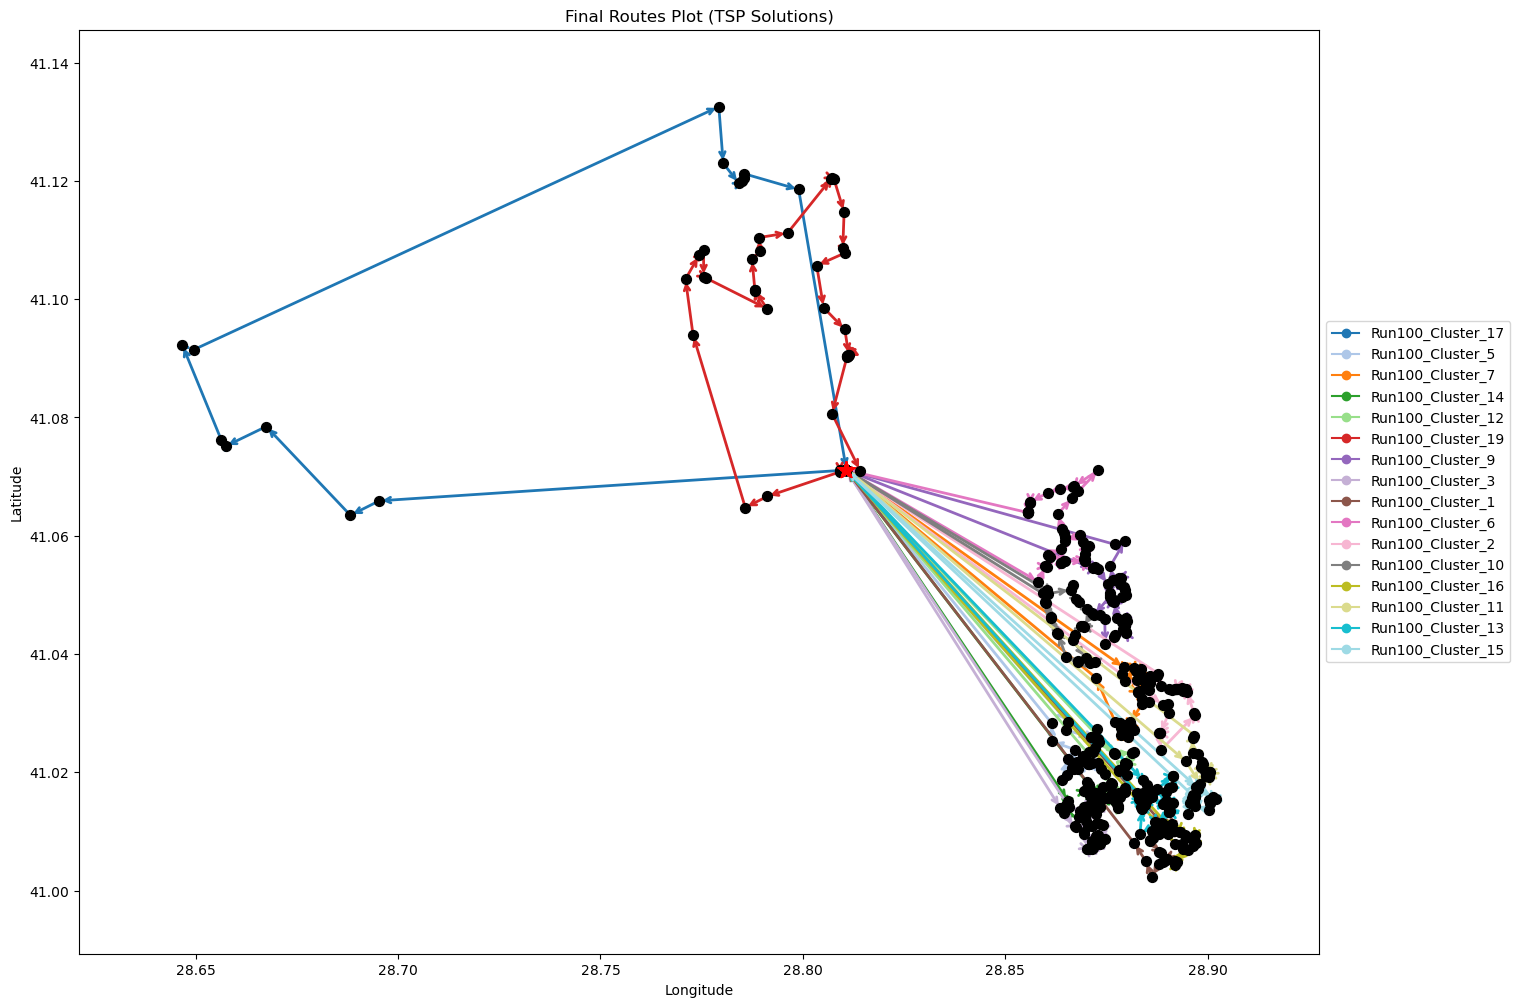 Final Routes Plot (TSP Solutions)
41.14
41.12
41.10
41.08
41.06
41.04
41.02
41.00
Latitude
28.65
28.70
28.75
28.80
28.85
28.90
Longitude
Run100_Cluster_17
Run100_Cluster_5
Run100_Cluster_7
Run100_Cluster_14
Run100_Cluster_12
Run100_Cluster_19
Run100_Cluster_9
Run100_Cluster_3
Run100_Cluster_1
Run100_Cluster_6
Run100_Cluster_2
Run100_Cluster_10
Run100_Cluster_16
Run100_Cluster_11
Run100_Cluster_13
Run100_Cluster_15